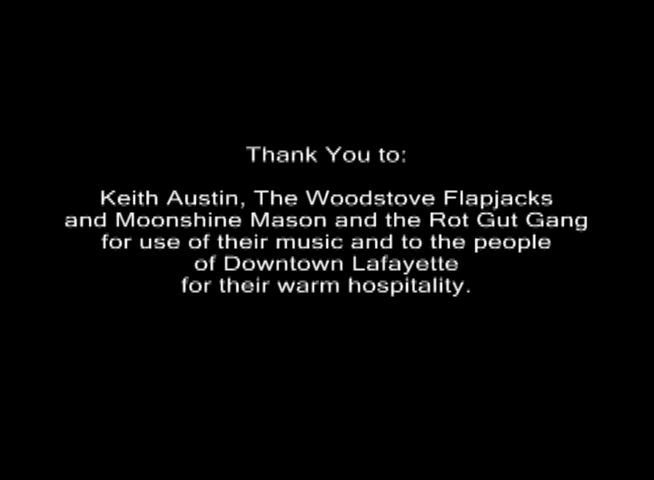 Thank You to:
Keith Austin, The Woodstove Flapjacks
and Moonshine Mason and the Rot Gut Gang
for use of their music and to the people
of Downtown Lafayette
for their warm hospitality.